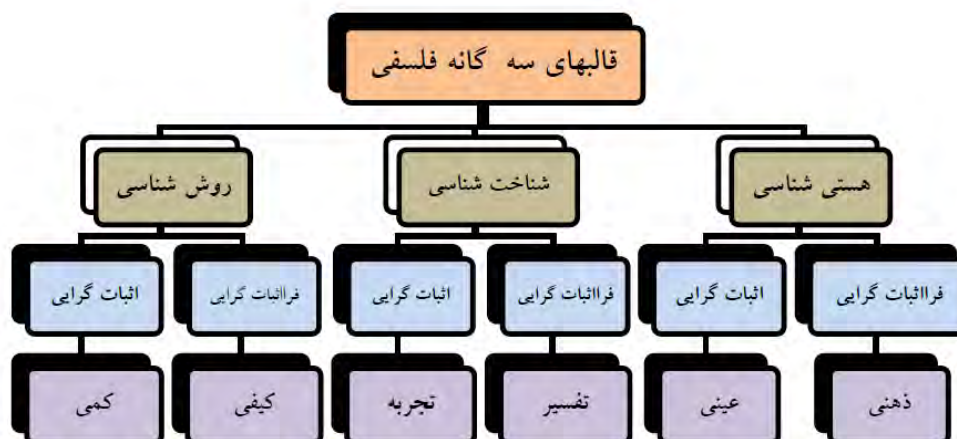 قالبهای سه گانه فلسفی
هستی شناسی
شناخت شناسی
روش شناسی
فرااثبات گرایی
اثبات گرایی
فرااثبات گرایی
اثبات گرایی
فرااثبات گرایی
اثبات گرایی
ذهنی
عینی
تفسیر
تجربه
کیفی
کمی